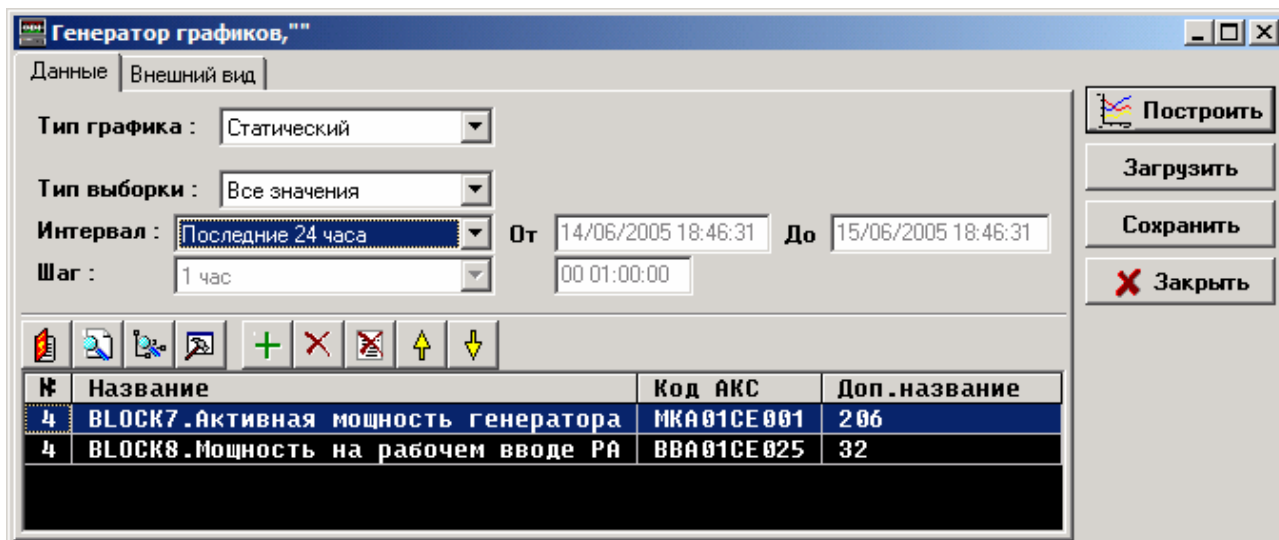 Генератор графиков,""
Данные Внешний вид
Тип графика : Статический
Построить
Тип выборки : Все значения
Загрузить
Интервал : Последние 24 часа От 14/06/2005 18:46:31 До 15/06/2005 18:46:31
Сохранить
Шаг : 1 час 00 01:00:00
Закрыть
№ Название Код АКС Доп.название
4 BLOCK7.Активная мощность генератора MKA01CE001 206
4 BLOCK8.Мощность на рабочем вводе РА BBA01CE025 32